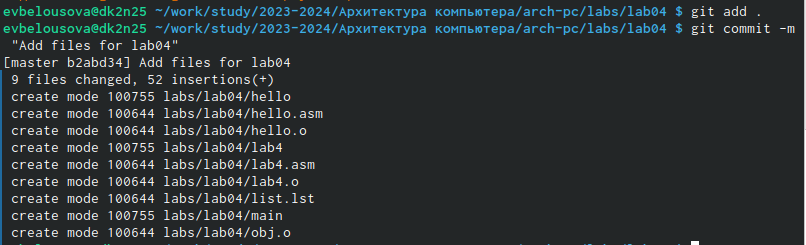 evbelousova@dk2n25 ~/work/study/2023-2024/Архитектура компьютера/arch-pc/labs/lab04 $ git add .
evbelousova@dk2n25 ~/work/study/2023-2024/Архитектура компьютера/arch-pc/labs/lab04 $ git commit -m
"Add files for lab04"
[master b2abd34] Add files for lab04
9 files changed, 52 insertions(+)
create mode 100755 labs/lab04/hello
create mode 100644 labs/lab04/hello.asm
create mode 100644 labs/lab04/hello.o
create mode 100755 labs/lab04/lab4
create mode 100644 labs/lab04/lab4.asm
create mode 100644 labs/lab04/lab4.o
create mode 100644 labs/lab04/list.lst
create mode 100755 labs/lab04/main
create mode 100644 labs/lab04/obj.o